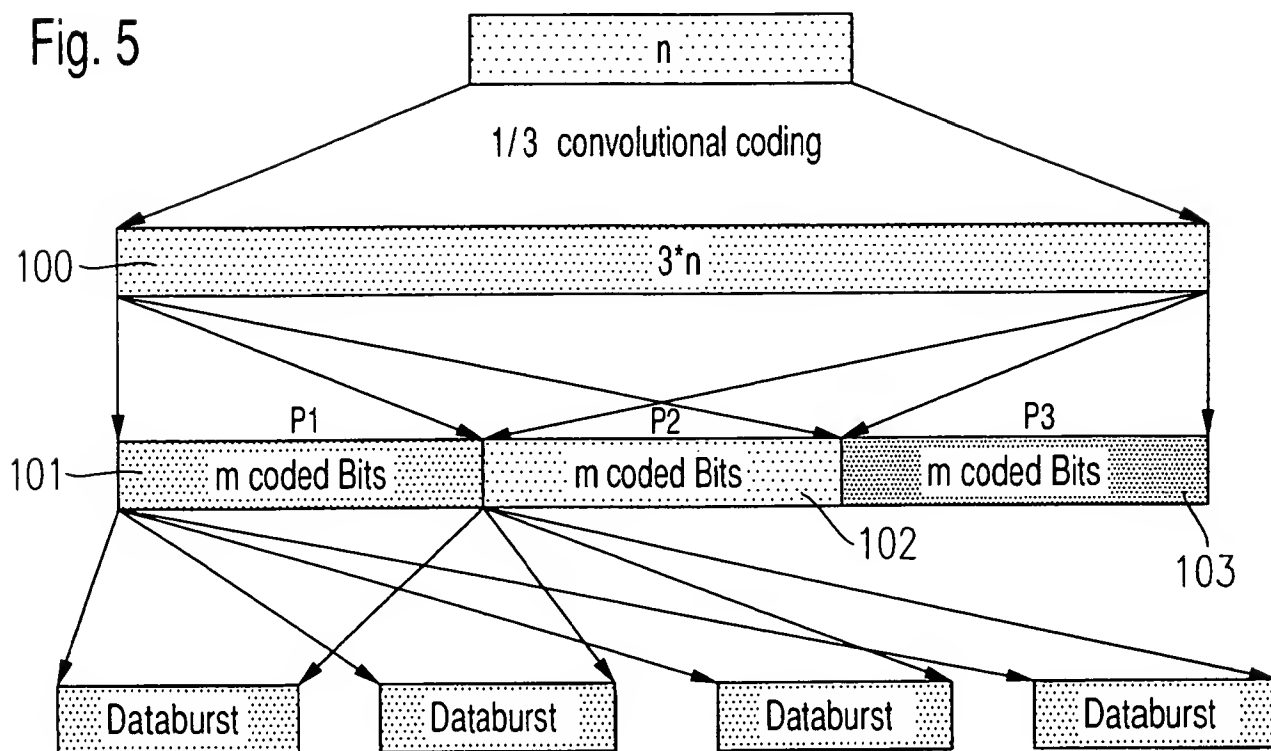 Fig. 5
n
1/3 convolutional coding
100
3*n
P1 P2 P3
101
m coded Bits m coded Bits m coded Bits
102
103
Databurst Databurst Databurst Databurst